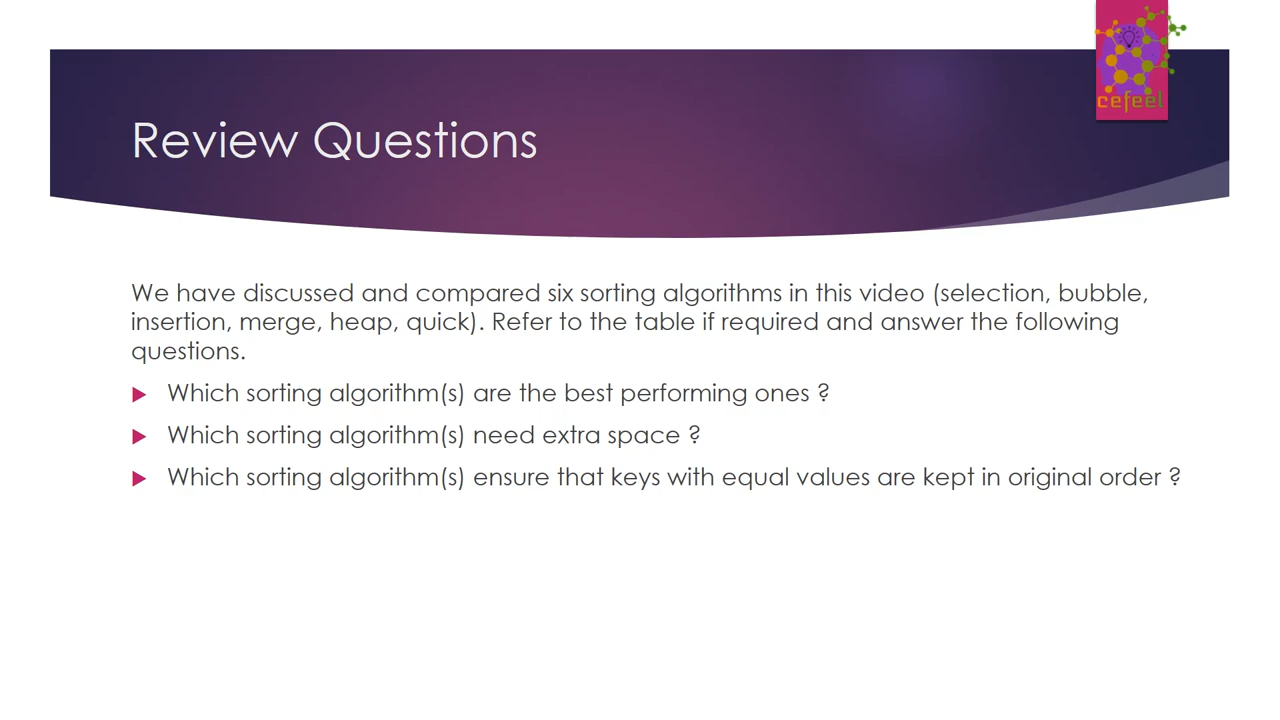 cefeel
Review Questions
We have discussed and compared six sorting algorithms in this video (selection, bubble,
insertion, merge, heap, quick). Refer to the table if required and answer the following
questions.
Which sorting algorithm(s) are the best performing ones ?
Which sorting algorithm(s) need extra space ?
Which sorting algorithm(s) ensure that keys with equal values are kept in original order ?